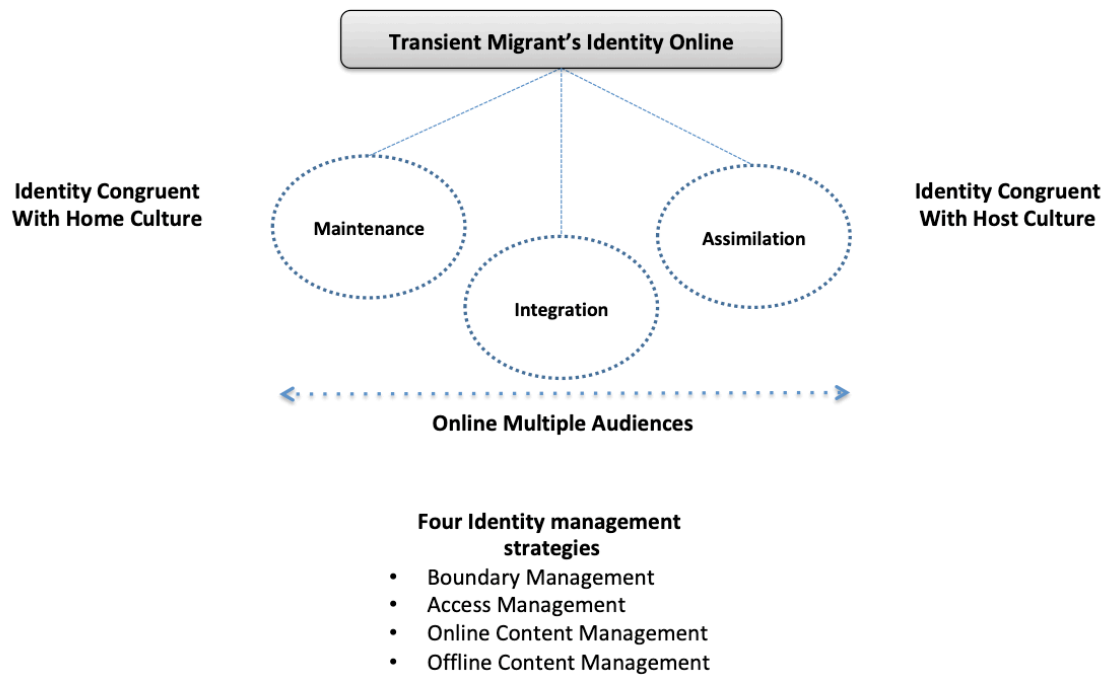 Transient Migrant's Identity Online
Identity Congruent
With Home Culture
Identity Congruent
With Host Culture
Maintenance
Assimilation
Integration
Online Multiple Audiences
Four Identity management
strategies
• Boundary Management
• Access Management
• Online Content Management
• Offline Content Management